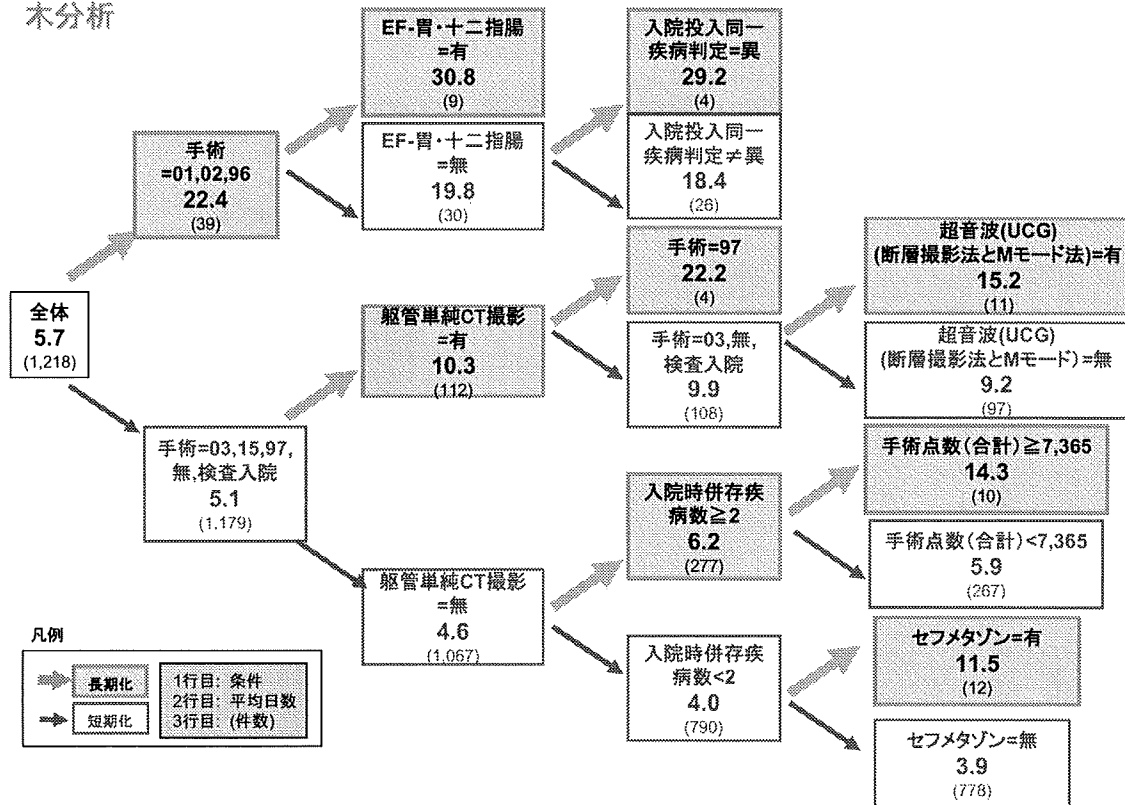 木分析
EF-胃・十二指腸
=有
30.8
(9)
EF-胃・十二指腸
=無
19.8
(30)
入院投入同一
疾病判定=異
29.2
(4)
入院投入同一
疾病判定≠異
18.4
(26)
手術
=01,02,96
22.4
(39)
全体
5.7
(1,218)
手術=03,15,97,
無,検査入院
5.1
(1,179)
躯管単純CT撮影
=有
10.3
(112)
躯管単純CT撮影
=無
4.6
(1,067)
手術=97
22.2
(4)
手術=03,無,
検査入院
9.9
(108)
超音波(UCG)
(断層撮影法とMモード法)=有
15.2
(11)
超音波(UCG)
(断層撮影法とMモード)=無
9.2
(97)
入院時併存疾
病数≧2
6.2
(277)
入院時併存疾
病数<2
4.0
(790)
手術点数(合計)≧7,365
14.3
(10)
手術点数(合計)<7,365
5.9
(267)
セフメタゾン=有
11.5
(12)
セフメタゾン=無
3.9
(778)
凡例
長期化
短期化
1行目: 条件
2行目: 平均日数
3行目: (件数)